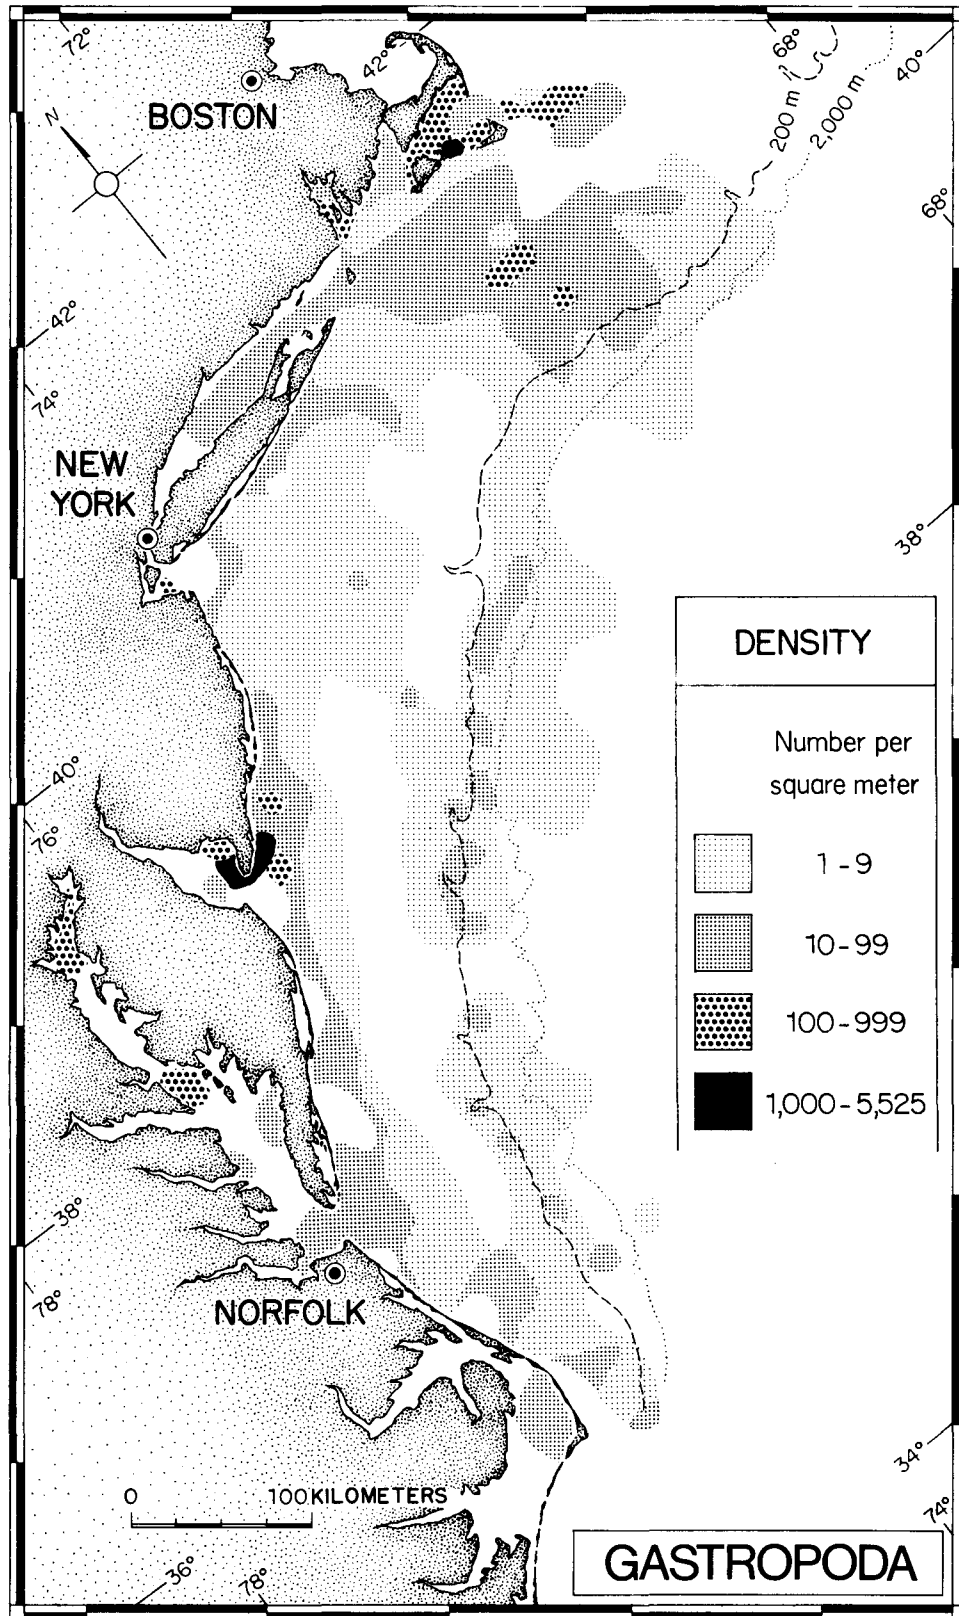 72°
42°
68°
40°
200 m
2,000 m
BOSTON
N
68°
42°
74°
NEW
YORK
38°
DENSITY
Number per
square meter
40°
76°
1-9
10-99
100-999
1,000-5,525
38°
78°
NORFOLK
34°
0 100 KILOMETERS
74°
36°
78°
GASTROPODA